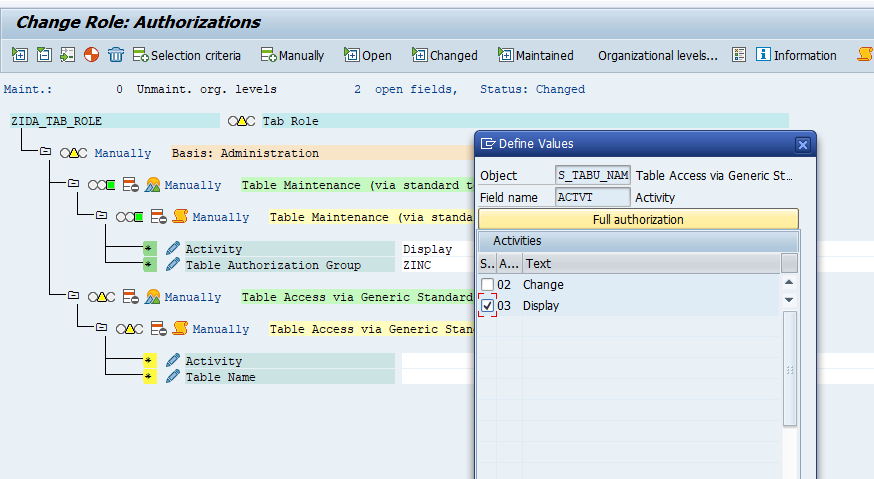 Change Role: Authorizations
Selection criteria Manually Open Changed Maintained Organizational levels... Information
Maint.: 0 Unmaint. org. levels 2 open fields, Status: Changed
ZIDA_TAB_ROLE Tab Role
Manually Basis: Administration
Manually Table Maintenance (via standard t
Manually Table Maintenance (via standa
Activity Display
Table Authorization Group ZINC
Manually Table Access via Generic Standard
Manually Table Access via Generic Stan
Activity
Table Name
Define Values
Object S_TABU_NAM Table Access via Generic St...
Field name ACTVT Activity
Full authorization
Activities
S.. A... Text
02 Change
03 Display